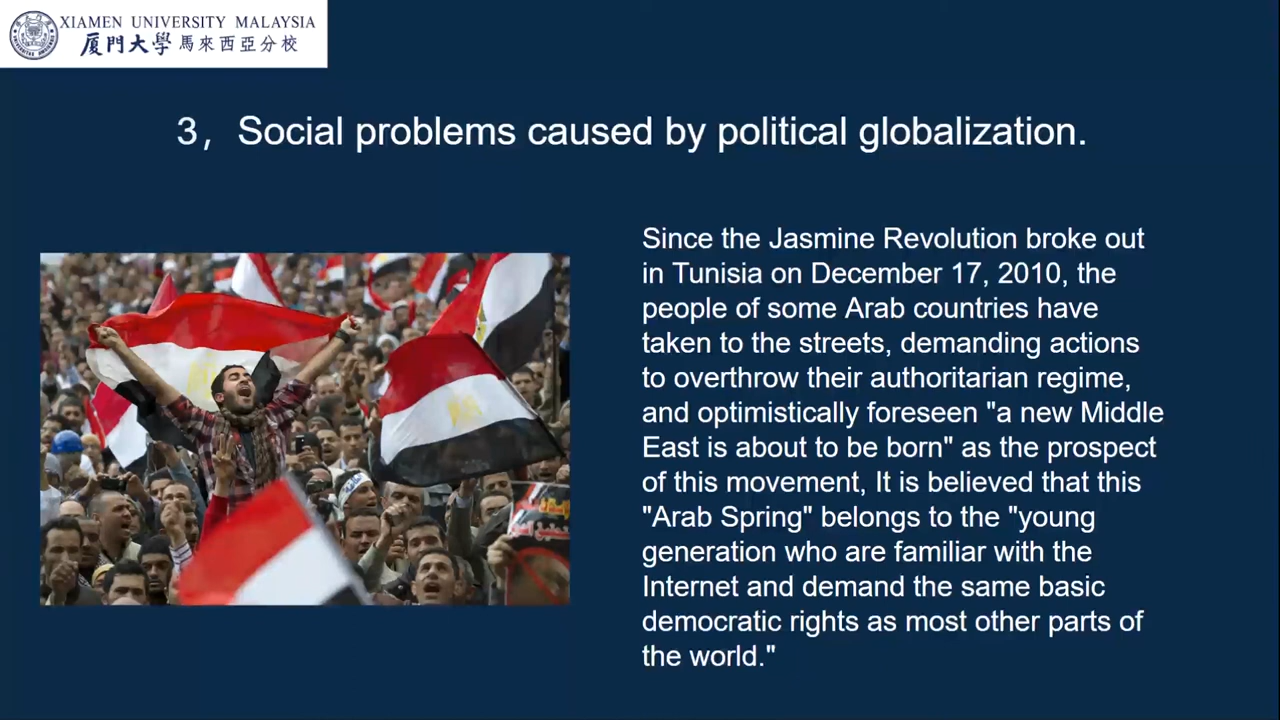 XIAMEN UNIVERSITY MALAYSIA
厦門大學 馬來西亞分校
3，Social problems caused by political globalization.
Since the Jasmine Revolution broke out
in Tunisia on December 17, 2010, the
people of some Arab countries have
taken to the streets, demanding actions
to overthrow their authoritarian regime,
and optimistically foreseen "a new Middle
East is about to be born" as the prospect
of this movement, It is believed that this
"Arab Spring" belongs to the "young
generation who are familiar with the
Internet and demand the same basic
democratic rights as most other parts of
the world."